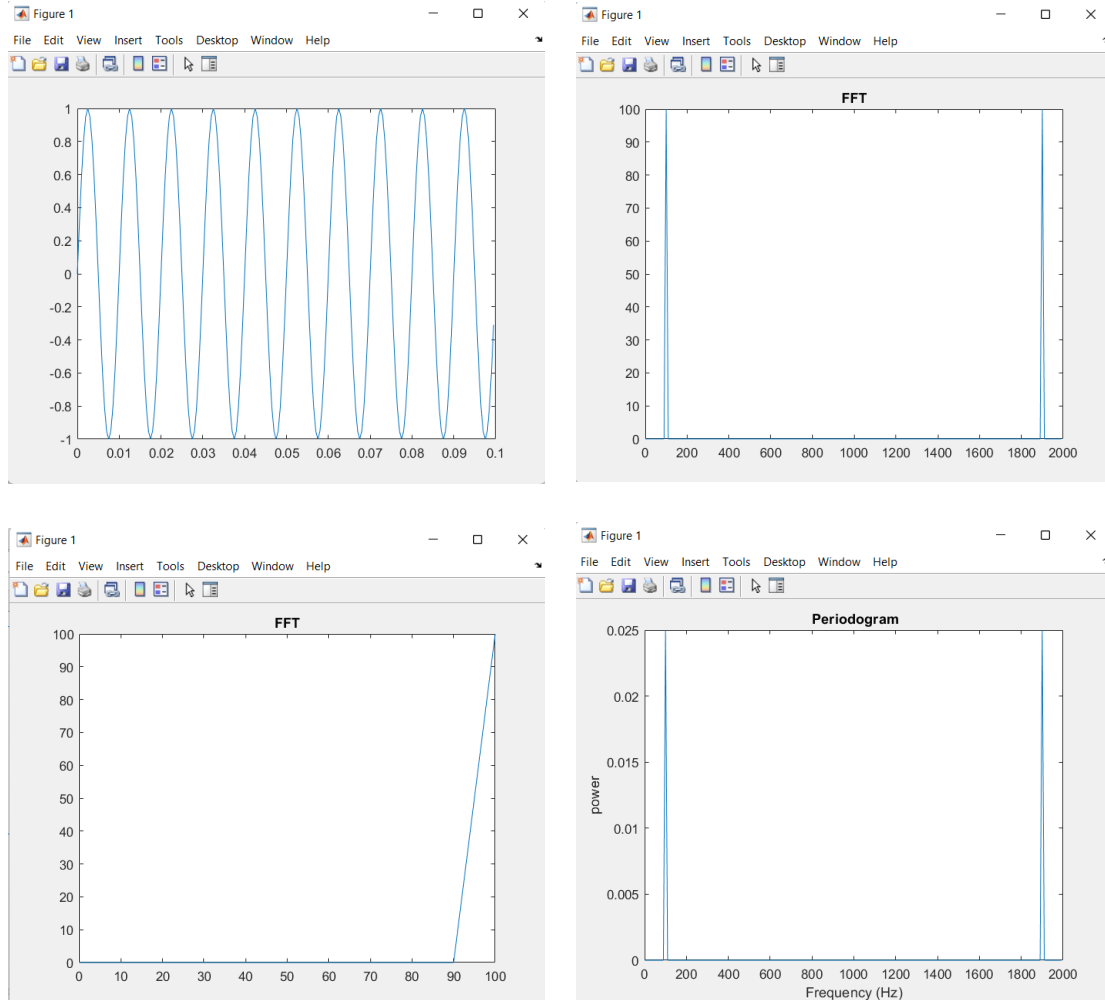 Figure 1
File Edit View Insert Tools Desktop Window Help
1
0.8
0.6
0.4
0.2
0
-0.2
-0.4
-0.6
-0.8
-1
0 0.01 0.02 0.03 0.04 0.05 0.06 0.07 0.08 0.09 0.1
Figure 1
File Edit View Insert Tools Desktop Window Help
FFT
100
90
80
70
60
50
40
30
20
10
0
0 200 400 600 800 1000 1200 1400 1600 1800 2000
Figure 1
File Edit View Insert Tools Desktop Window Help
FFT
100
90
80
70
60
50
40
30
20
10
0
0 10 20 30 40 50 60 70 80 90 100
Figure 1
File Edit View Insert Tools Desktop Window Help
Periodogram
0.025
0.02
0.015
0.01
0.005
0
power
0 200 400 600 800 1000 1200 1400 1600 1800 2000
Frequency (Hz)